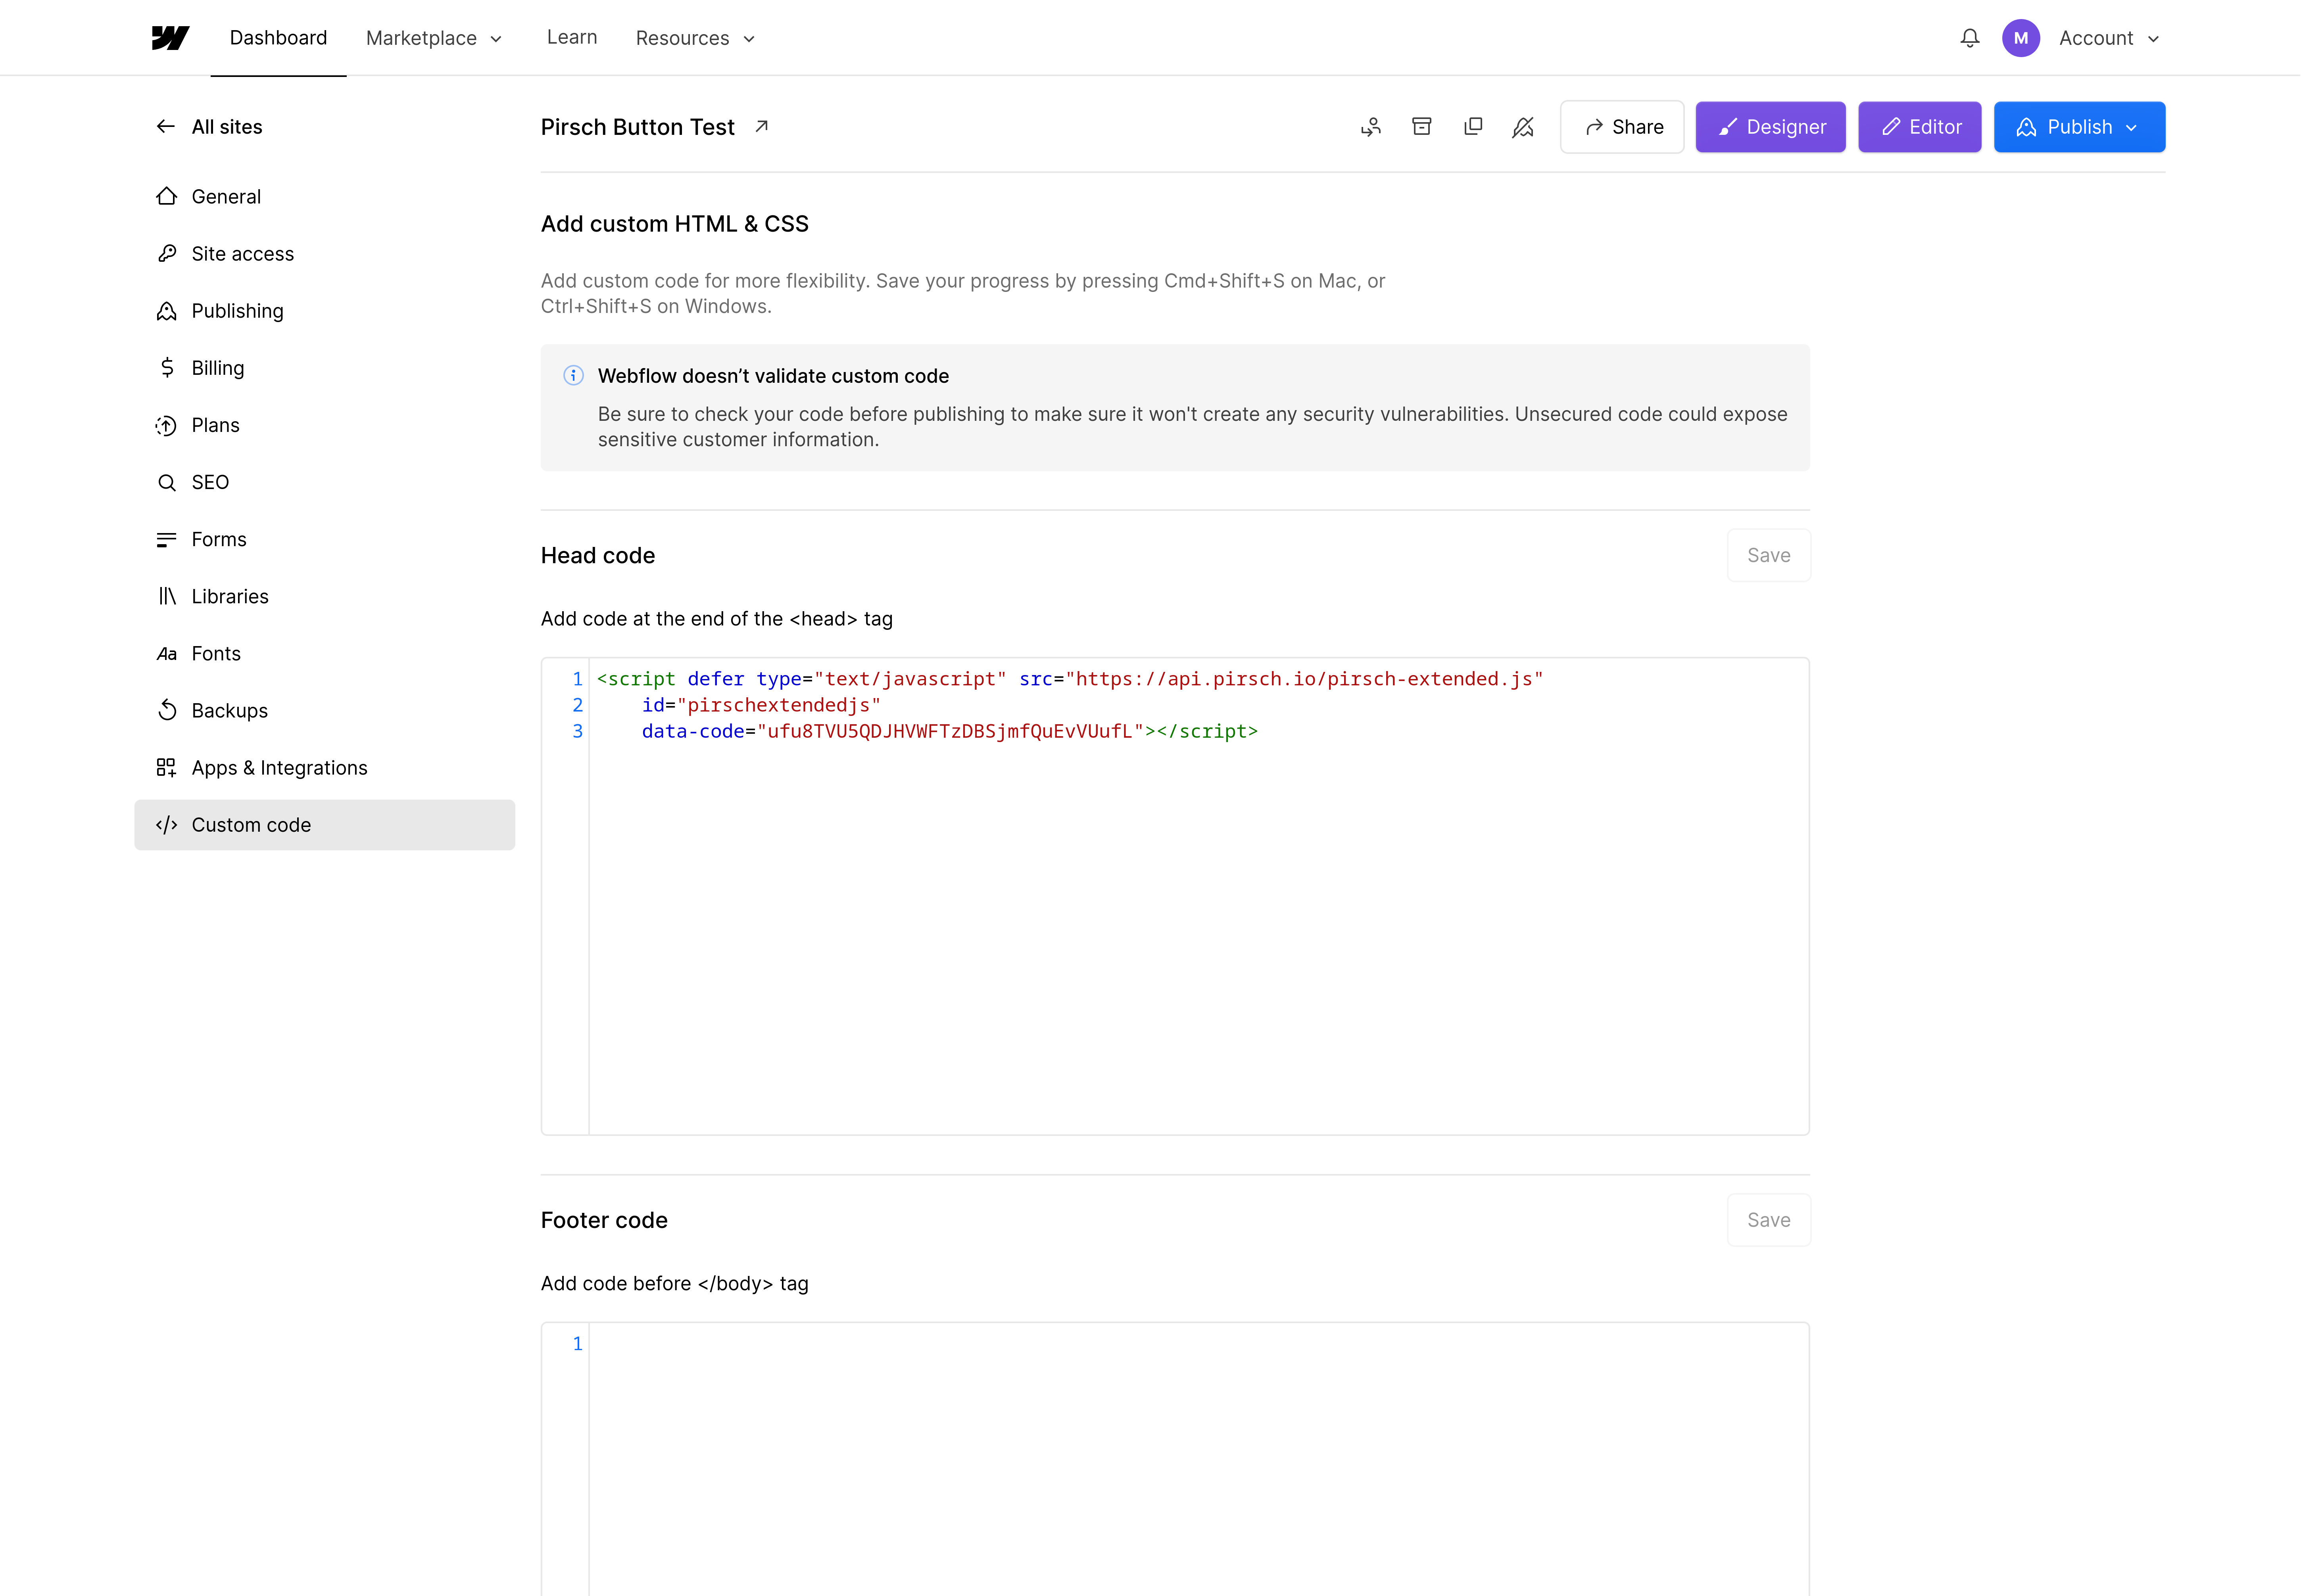 Dashboard
Marketplace
Learn
Resources
M
Account
All sites
General
Site access
Publishing
Billing
Plans
SEO
Forms
Libraries
Aa Fonts
Backups
Apps & Integrations
</> Custom code
Pirsch Button Test
Share
Designer
Editor
Publish
Add custom HTML & CSS
Add custom code for more flexibility. Save your progress by pressing Cmd+Shift+S on Mac, or
Ctrl+Shift+S on Windows.
Webflow doesn’t validate custom code
Be sure to check your code before publishing to make sure it won't create any security vulnerabilities. Unsecured code could expose
sensitive customer information.
Head code
Save
Add code at the end of the <head> tag
1 <script defer type="text/javascript" src="https://api.pirsch.io/pirsch-extended.js"
2     id="pirschextendedjs"
3     data-code="ufu8TVU5QDJHVWFTzDBSjmfQuEvVUufL"></script>
Footer code
Save
Add code before </body> tag
1